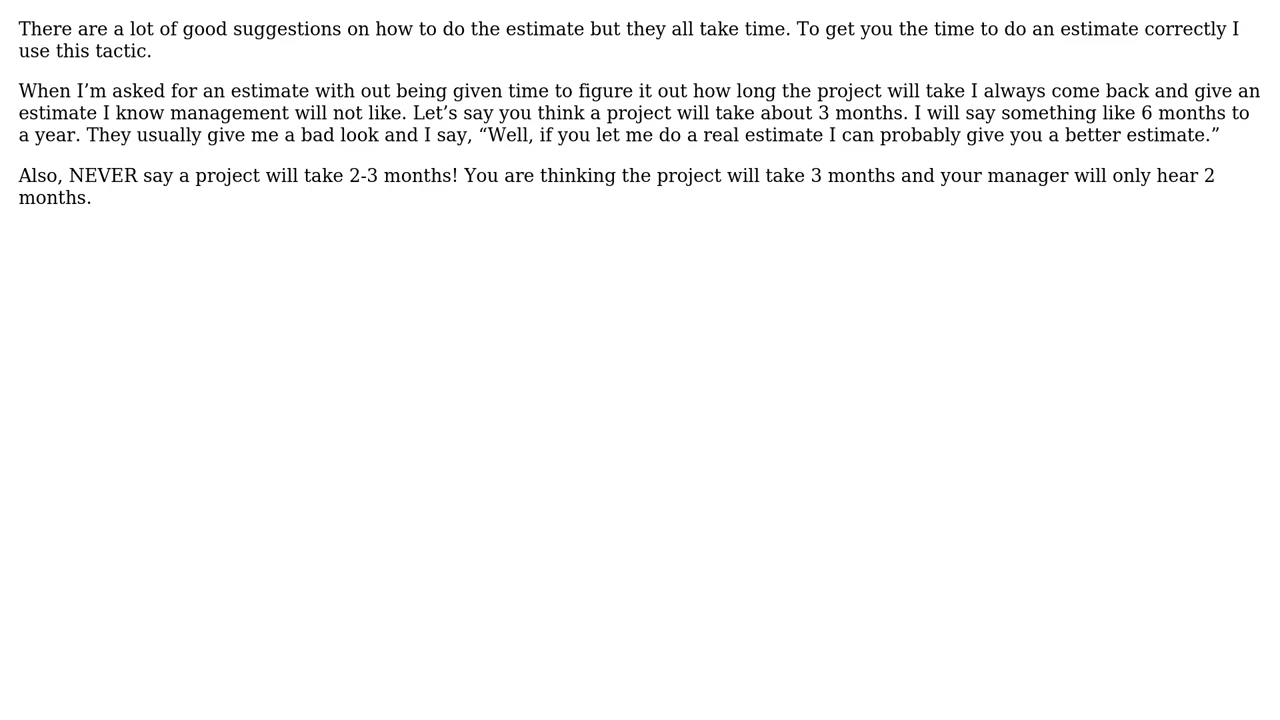 There are a lot of good suggestions on how to do the estimate but they all take time. To get you the time to do an estimate correctly I
use this tactic.
When I’m asked for an estimate with out being given time to figure it out how long the project will take I always come back and give an
estimate I know management will not like. Let’s say you think a project will take about 3 months. I will say something like 6 months to
a year. They usually give me a bad look and I say, “Well, if you let me do a real estimate I can probably give you a better estimate.”
Also, NEVER say a project will take 2-3 months! You are thinking the project will take 3 months and your manager will only hear 2
months.